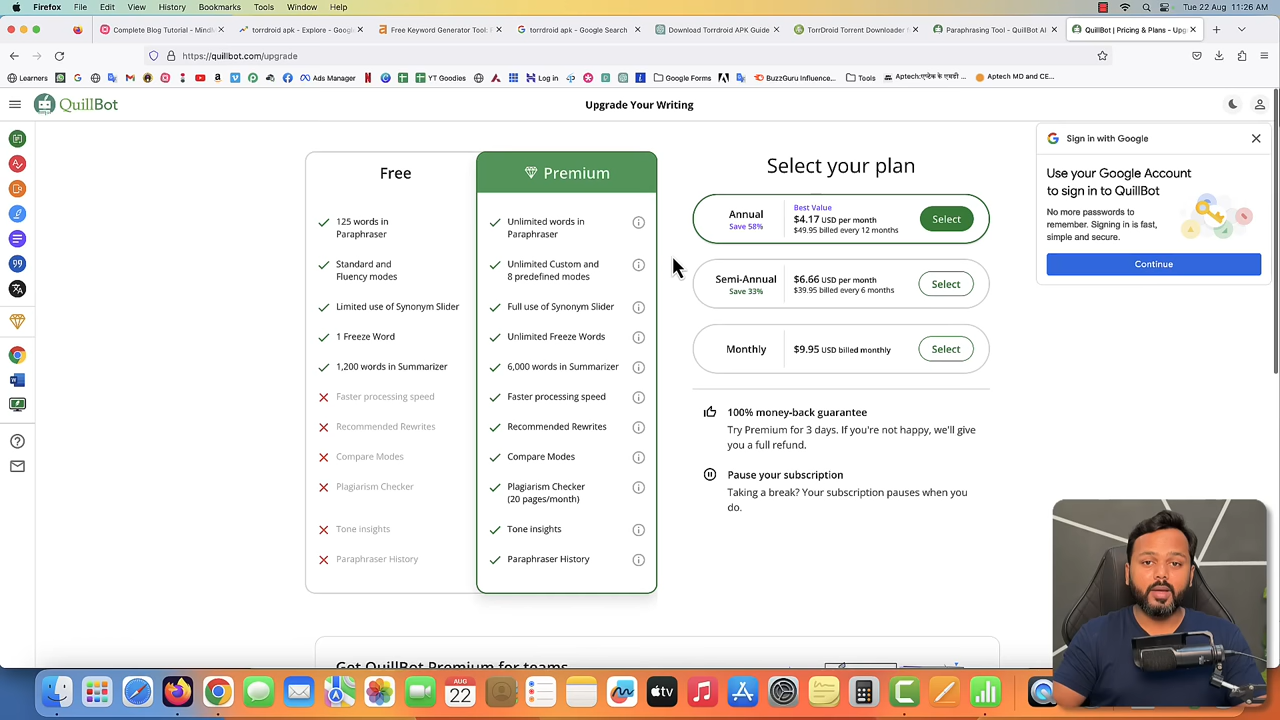 Firefox File Edit View History Bookmarks Tools Window Help
Tue 22 Aug 11:26 AM
Complete Blog Tutorial - Mind
torrdroid apk - Explore - Google
Free Keyword Generator Tool:
torrdroid apk - Google Search
Download Torrdroid APK Guide
TorrDroid Torrent Downloader
Paraphrasing Tool - QuillBot AI
QuillBot | Pricing & Plans - Upg
https://quillbot.com/upgrade
Learners
Ads Manager
YT Goodies
Log in
Google Forms
BuzzGuru Influence...
Tools
Aptech MD and CE...
QuillBot
Upgrade Your Writing
Free
125 words in
Paraphraser
Standard and
Fluency modes
Limited use of Synonym Slider
1 Freeze Word
1,200 words in Summarizer
Faster processing speed
Recommended Rewrites
Compare Modes
Plagiarism Checker
Tone insights
Paraphraser History
Premium
Unlimited words in
Paraphraser
Unlimited Custom and
8 predefined modes
Full use of Synonym Slider
Unlimited Freeze Words
6,000 words in Summarizer
Faster processing speed
Recommended Rewrites
Compare Modes
Plagiarism Checker
(20 pages/month)
Tone insights
Paraphraser History
Select your plan
Annual
Save 58%
Best Value
$4.17 USD per month
$49.95 billed every 12 months
Select
Semi-Annual
Save 33%
$6.66 USD per month
$39.95 billed every 6 months
Select
Monthly
$9.95 USD billed monthly
Select
100% money-back guarantee
Try Premium for 3 days. If you're not happy, we'll give
you a full refund.
Pause your subscription
Taking a break? Your subscription pauses when you
do.
Sign in with Google
Use your Google Account
to sign in to QuillBot
No more passwords to
remember. Signing in is fast,
simple and secure.
Continue
Get QuillBot Premium for teams
AUG
22
tv